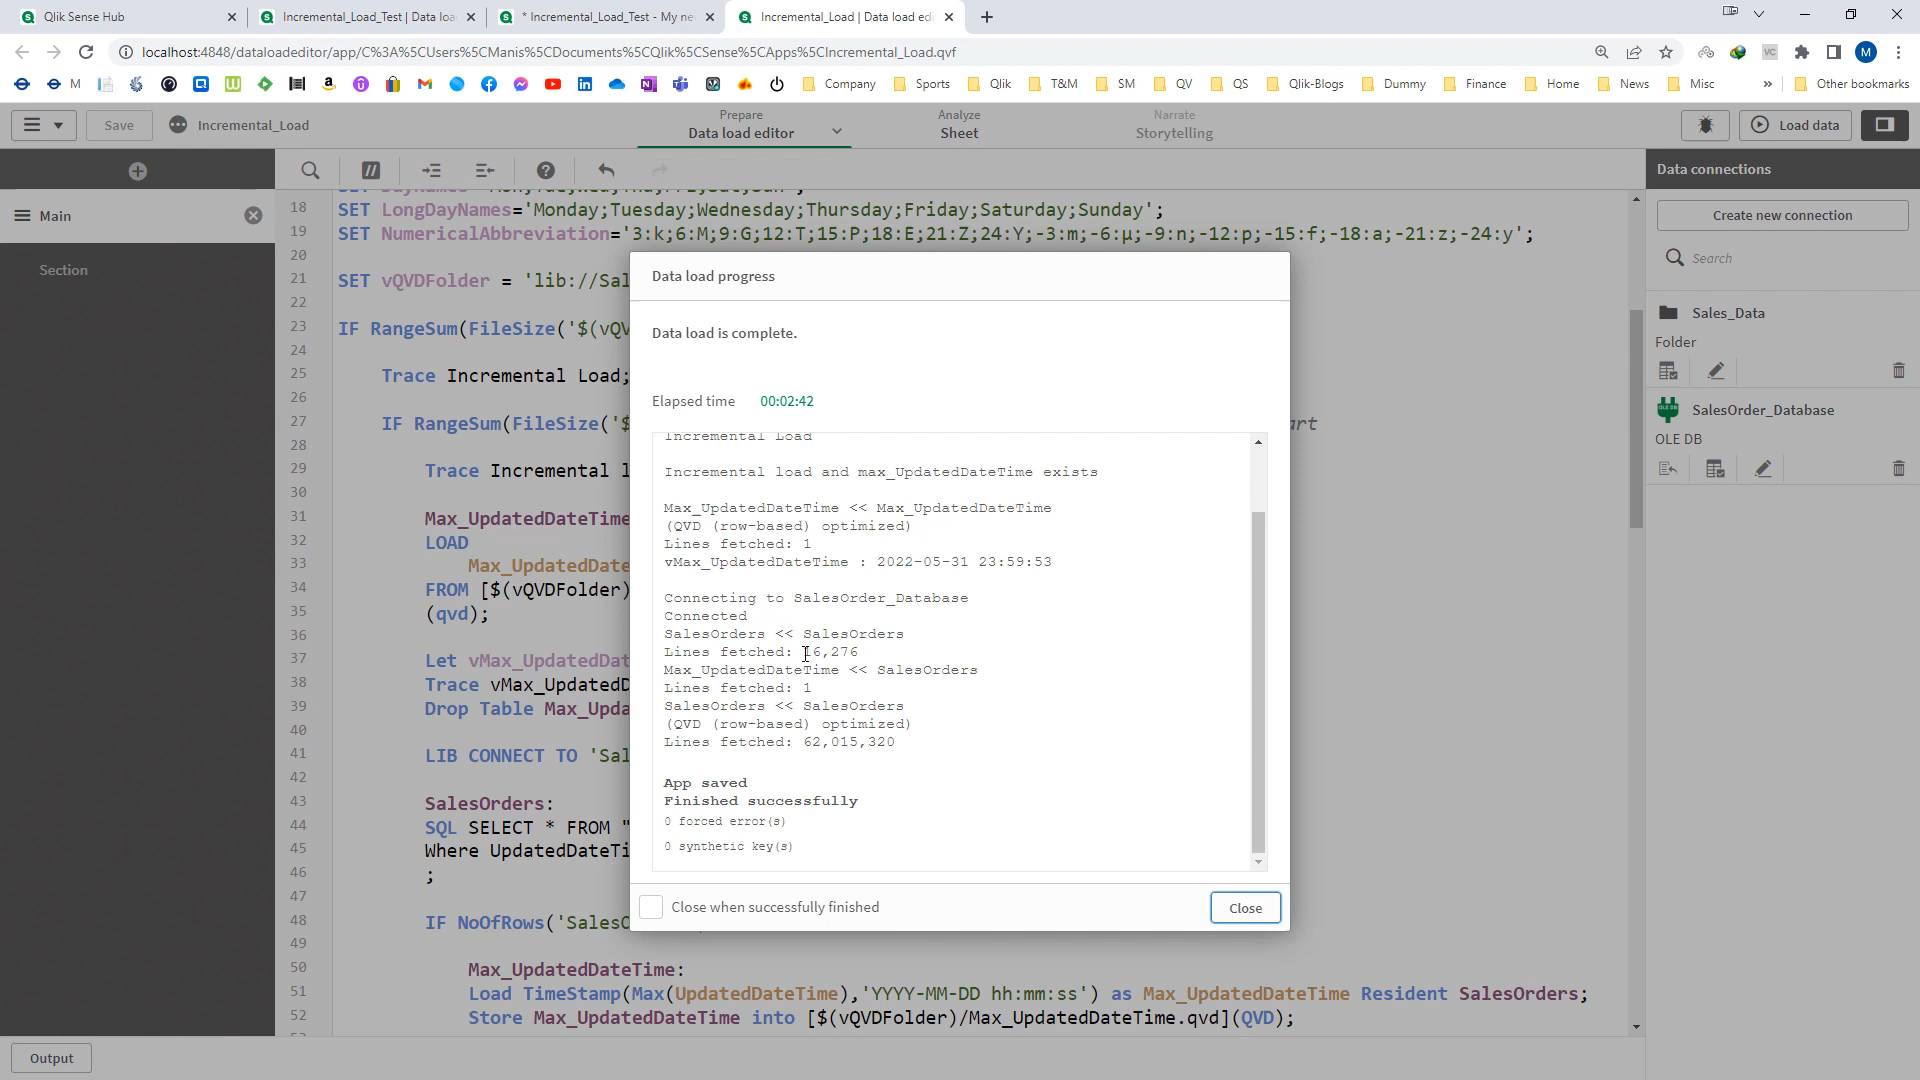 Qlik Sense Hub
Incremental_Load_Test | Data loa
* Incremental_Load_Test - My ne
Incremental_Load | Data load edi
localhost:4848/dataloadeditor/app/C%3A%5CUsers%5CManis%5CDocuments%5CQlik%5CSense%5CApps%5CIncremental_Load.qvf
M
Company
Sports
Qlik
T&M
SM
QV
QS
Qlik-Blogs
Dummy
Finance
Home
News
Misc
»
Other bookmarks
Save
Incremental_Load
Prepare
Data load editor
Analyze
Sheet
Narrate
Storytelling
Load data
Main
Section
18 SET LongDayNames='Monday;Tuesday;Wednesday;Thursday;Friday;Saturday;Sunday';
19 SET NumericalAbbreviation='3:k;6:M;9:G;12:T;15:P;18:E;21:Z;24:Y;-3:m;-6:μ;-9:n;-12:p;-15:f;-18:a;-21:z;-24:y';
20
21 SET vQVDFolder = 'lib://Sal
22
23 IF RangeSum(FileSize('$(vQV
24
25 Trace Incremental Load;
26
27 IF RangeSum(FileSize('$ art
28
29 Trace Incremental l
30
31 Max_UpdatedDateTime
32 LOAD
33 Max_UpdatedDate
34 FROM [$(vQVDFolder)
35 (qvd);
36
37 Let vMax_UpdatedD
38 Trace vMax_UpdatedD
39 Drop Table Max_Upda
40
41 LIB CONNECT TO 'Sal
42
43 SalesOrders:
44 SQL SELECT * FROM "
45 Where UpdatedDateTi
46 ;
47
48 IF NoOfRows('SalesO
49
50 Max_UpdatedDateTime:
51 Load TimeStamp(Max(UpdatedDateTime),'YYYY-MM-DD hh:mm:ss') as Max_UpdatedDateTime Resident SalesOrders;
52 Store Max_UpdatedDateTime into [$(vQVDFolder)/Max_UpdatedDateTime.qvd](QVD);
Data load progress
Data load is complete.
Elapsed time 00:02:42
Incremental Load
Incremental load and max_UpdatedDateTime exists
Max_UpdatedDateTime << Max_UpdatedDateTime
(QVD (row-based) optimized)
Lines fetched: 1
vMax_UpdatedDateTime : 2022-05-31 23:59:53
Connecting to SalesOrder_Database
Connected
SalesOrders << SalesOrders
Lines fetched: 16,276
Max_UpdatedDateTime << SalesOrders
Lines fetched: 1
SalesOrders << SalesOrders
(QVD (row-based) optimized)
Lines fetched: 62,015,320
App saved
Finished successfully
0 forced error(s)
0 synthetic key(s)
Close when successfully finished
Close
Data connections
Create new connection
Search
Sales_Data
Folder
OLE DB
SalesOrder_Database
OLE DB
Output